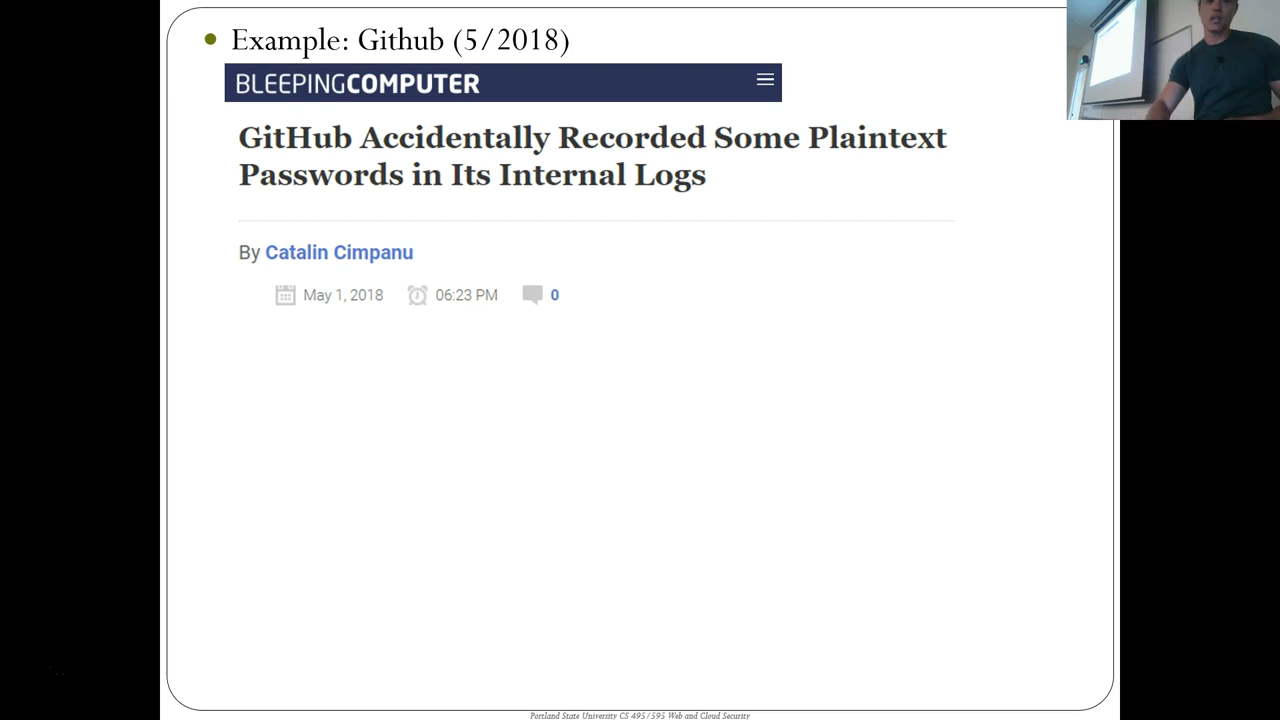 Example: Github (5/2018)
BLEEPINGCOMPUTER
GitHub Accidentally Recorded Some Plaintext
Passwords in Its Internal Logs
By Catalin Cimpanu
May 1, 2018 06:23 PM 0
Portland State University CS 495/595 Web and Cloud Security